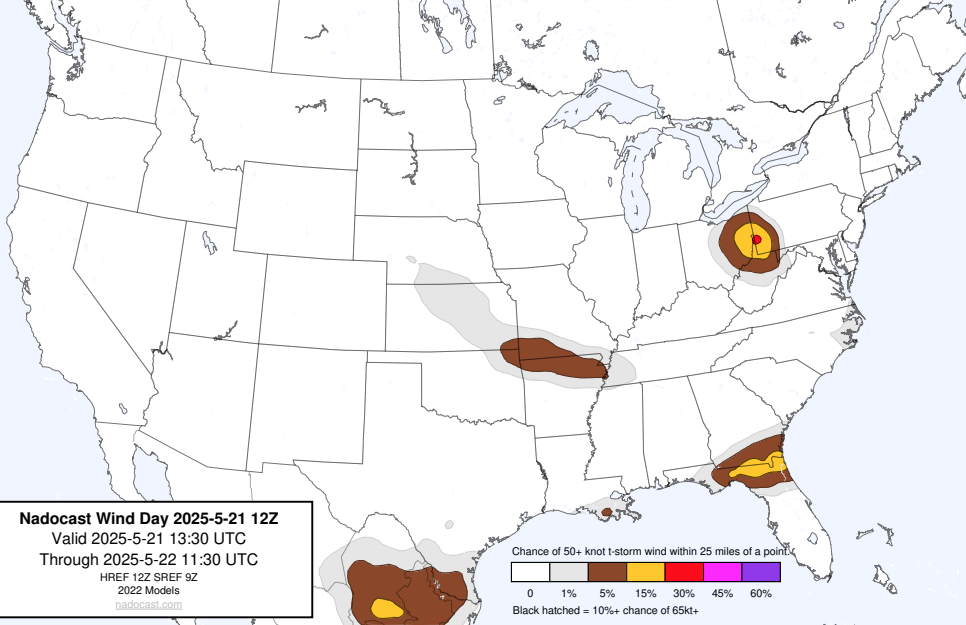 Nadocast Wind Day 2025-5-21 12Z
Valid 2025-5-21 13:30 UTC
Through 2025-5-22 11:30 UTC
HREF 12Z SREF 9Z
2022 Models
nadocast.com
Chance of 50+ knot t-storm wind within 25 miles of a point.
0 1% 5% 15% 30% 45% 60%
Black hatched = 10%+ chance of 65kt+